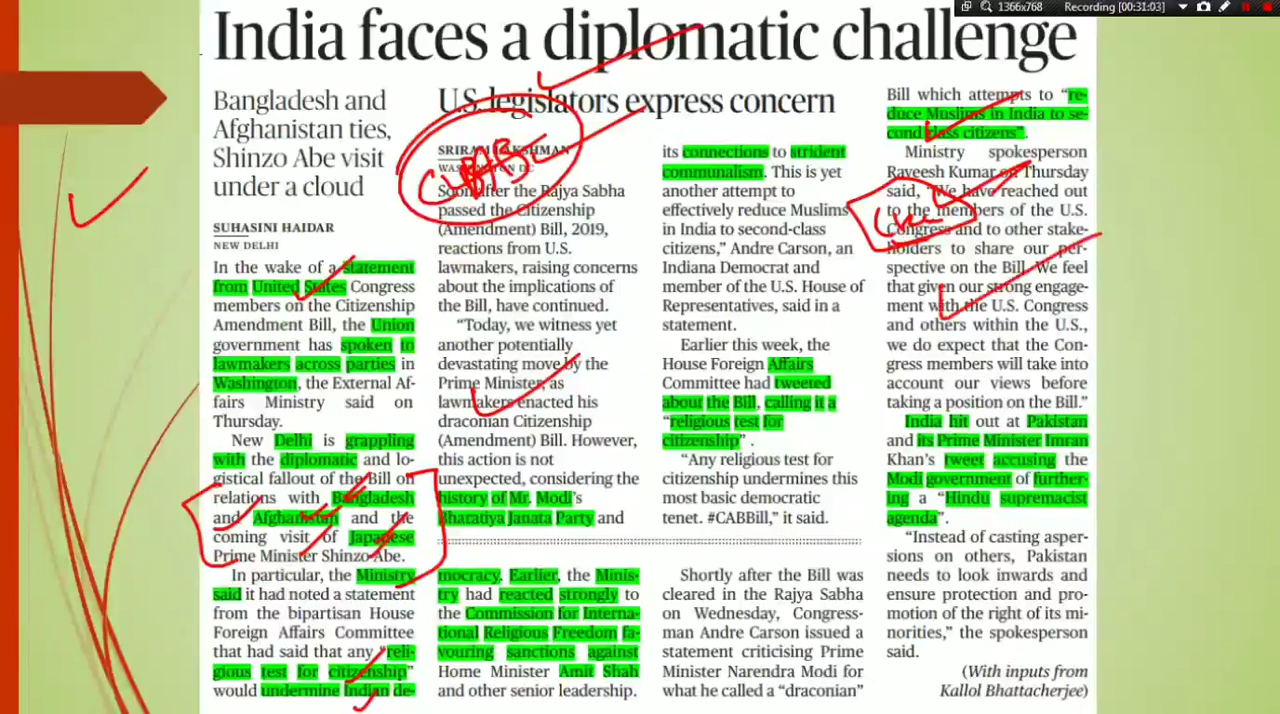 1366x768
Recording [00:31:03]
India faces a diplomatic challenge
Bangladesh and
Afghanistan ties,
Shinzo Abe visit
under a cloud
SUHASINI HAIDAR
NEW DELHI
In the wake of a statement
from United States Congress
members on the Citizenship
Amendment Bill, the Union
government has spoken to
lawmakers across parties in
Washington, the External Af-
fairs Ministry said on
Thursday.
New Delhi is grappling
with the diplomatic and lo-
gistical fallout of the Bill on
relations with Bangladesh
and Afghanistan and the
coming visit of Japanese
Prime Minister Shinzo Abe.
In particular, the Ministry
said it had noted a statement
from the bipartisan House
Foreign Affairs Committee
that had said that any "reli-
gious test for citizenship"
would undermine Indian de-
U.S. legislators express concern
SRIRAM LAKSHMAN
WASHINGTON DC
Soon after the Rajya Sabha
passed the Citizenship
(Amendment) Bill, 2019,
reactions from U.S.
lawmakers, raising concerns
about the implications of
the Bill, have continued.
"Today, we witness yet
another potentially
devastating move by the
Prime Minister, as
lawmakers enacted his
draconian Citizenship
(Amendment) Bill. However,
this action is not
unexpected, considering the
history of Mr. Modi's
Bharatiya Janata Party and
its connections to strident
communalism. This is yet
another attempt to
effectively reduce Muslims
in India to second-class
citizens," Andre Carson, an
Indiana Democrat and
member of the U.S. House of
Representatives, said in a
statement.
Earlier this week, the
House Foreign Affairs
Committee had tweeted
about the Bill, calling it a
"religious test for
citizenship" .
"Any religious test for
citizenship undermines this
most basic democratic
tenet. #CABBill," it said.
mocracy. Earlier, the Minis-
try had reacted strongly to
the Commission for Interna-
tional Religious Freedom fa-
vouring sanctions against
Home Minister Amit Shah
and other senior leadership.
Shortly after the Bill was
cleared in the Rajya Sabha
on Wednesday, Congress-
man Andre Carson issued a
statement criticising Prime
Minister Narendra Modi for
what he called a "draconian"
Bill which attempts to "re-
duce Muslims in India to se-
cond class citizens".
Ministry spokesperson
Raveesh Kumar on Thursday
said, "We have reached out
to the members of the U.S.
Congress and to other stake-
holders to share our per-
spective on the Bill. We feel
that given our strong engage-
ment with the U.S. Congress
and others within the U.S.,
we do expect that the Con-
gress members will take into
account our views before
taking a position on the Bill."
India hit out at Pakistan
and its Prime Minister Imran
Khan's tweet accusing the
Modi government of further-
ing a "Hindu supremacist
agenda".
"Instead of casting asper-
sions on others, Pakistan
needs to look inwards and
ensure protection and pro-
motion of the right of its mi-
norities," the spokesperson
said.
(With inputs from
Kallol Bhattacherjee)